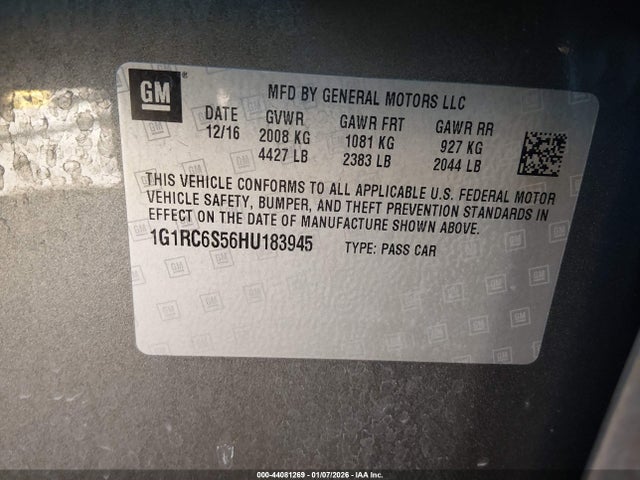 GM
MFD BY GENERAL MOTORS LLC
DATE GVWR GAWR FRT GAWR RR
12/16 2008 KG 1081 KG 927 KG
4427 LB 2383 LB 2044 LB
THIS VEHICLE CONFORMS TO ALL APPLICABLE U.S. FEDERAL MOTOR
VEHICLE SAFETY, BUMPER, AND THEFT PREVENTION STANDARDS IN
EFFECT ON THE DATE OF MANUFACTURE SHOWN ABOVE.
1G1RC6S56HU183945 TYPE: PASS CAR
000-44081269 - 01/07/2026 - IAA Inc.